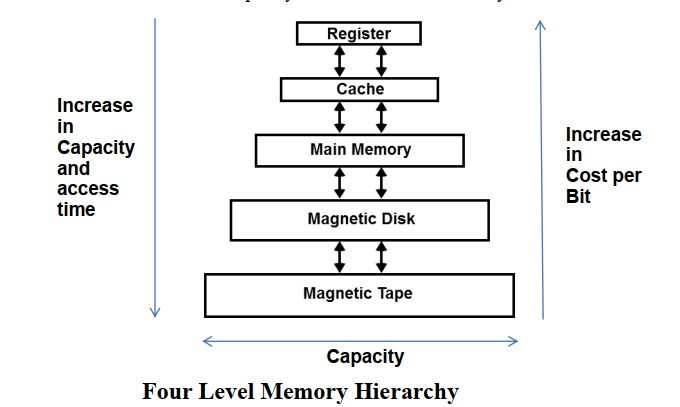 Register
Cache
Main Memory
Magnetic Disk
Magnetic Tape
Increase
in
Capacity
and
access
time
Increase
in
Cost per
Bit
Capacity
Four Level Memory Hierarchy